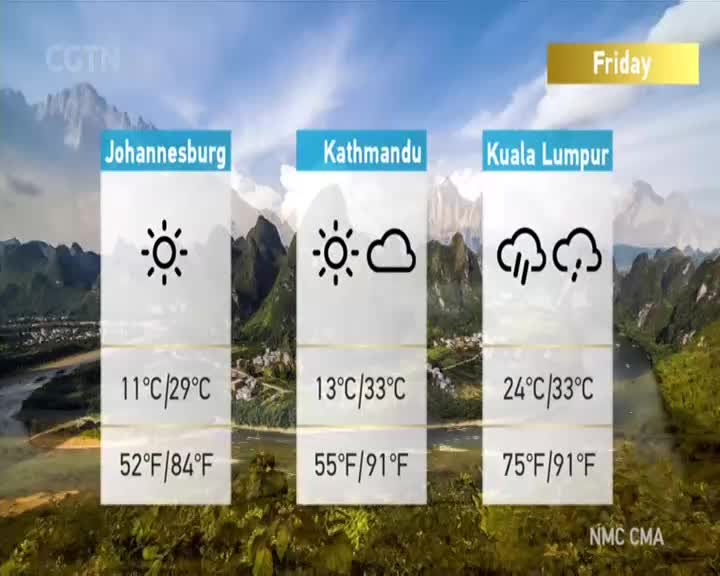 CGTN
Friday
Johannesburg
Kathmandu
Kuala Lumpur
11°C/29°C
13°C/33°C
24°C/33°C
52°F/84°F
55°F/91°F
75°F/91°F
NMC CMA